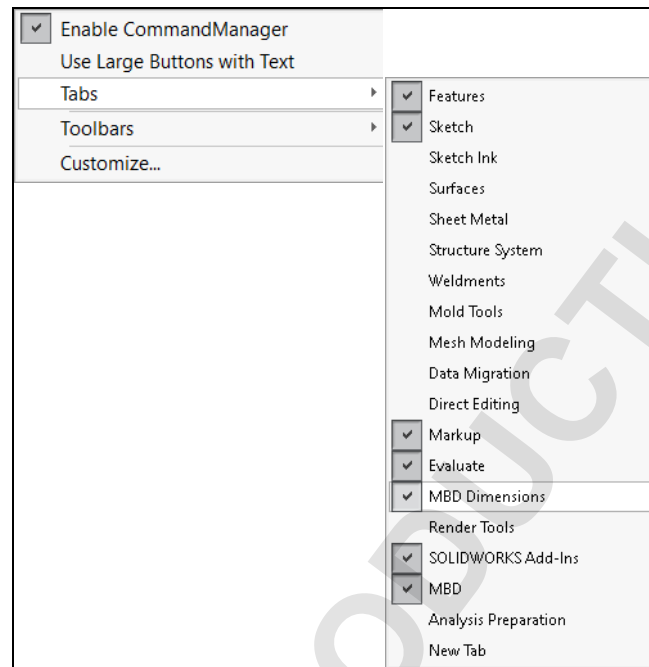 Enable CommandManager
Use Large Buttons with Text
Tabs
Toolbars
Customize...
Features
Sketch
Sketch Ink
Surfaces
Sheet Metal
Structure System
Weldments
Mold Tools
Mesh Modeling
Data Migration
Direct Editing
Markup
Evaluate
MBD Dimensions
Render Tools
SOLIDWORKS Add-Ins
MBD
Analysis Preparation
New Tab